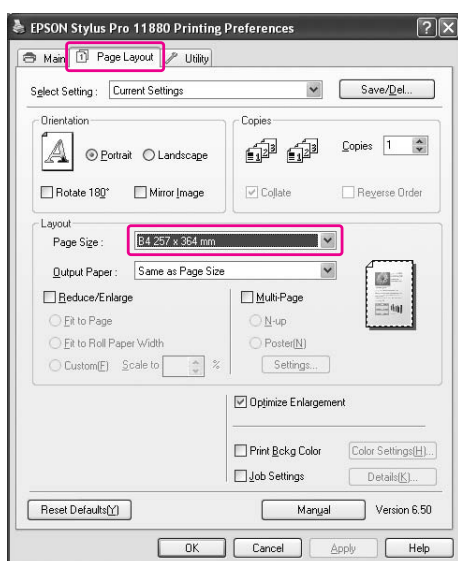 EPSON Stylus Pro 11880 Printing Preferences
Main Page Layout Utility
Select Setting : Current Settings Save/Del...
Orientation
Portrait Landscape
Rotate 180° Mirror Image
Copies
Copies 1
Collate Reverse Order
Layout
Page Size : B4 257 x 364 mm
Output Paper : Same as Page Size
Reduce/Enlarge
Fit to Page
Fit to Roll Paper Width
Custom(F) Scale to %
Multi-Page
N-up
Poster(N)
Settings...
Optimize Enlargement
Print Bckg Color Color Settings(H)...
Job Settings Details(K)...
Reset Defaults(Y) Manual Version 6.50
OK Cancel Apply Help